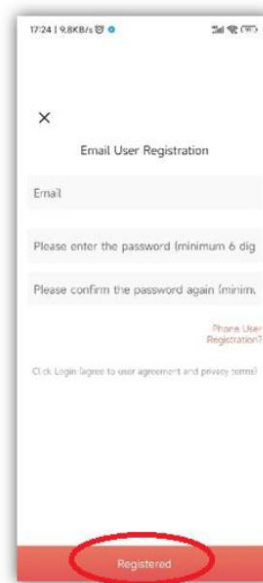 17:24 | 9.8KB/s
Email User Registration
Email
Please enter the password (minimum 6 dig
Please confirm the password again (minimu
Phone User
Registration?
Click Login (agree to user agreement and privacy terms)
Registered